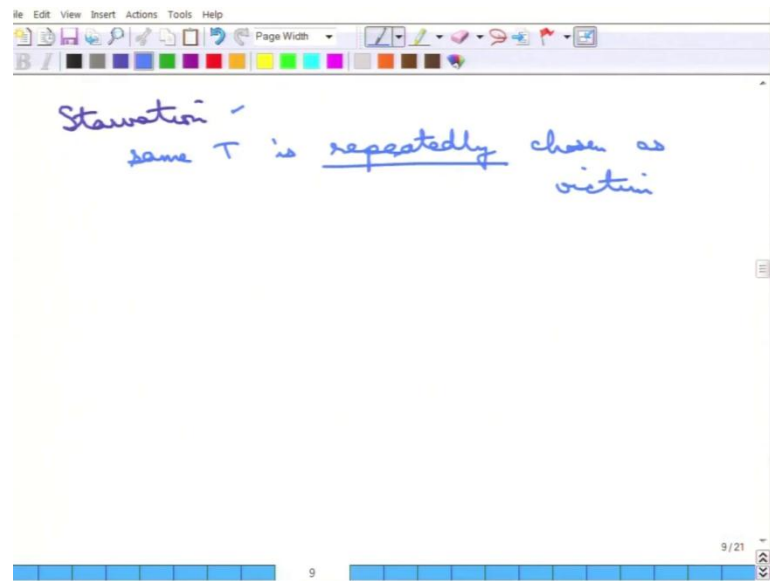 ile Edit View Insert Actions Tools Help
Page Width
B I
Starvation
same T is repeatedly chosen as
victim
9/21
9